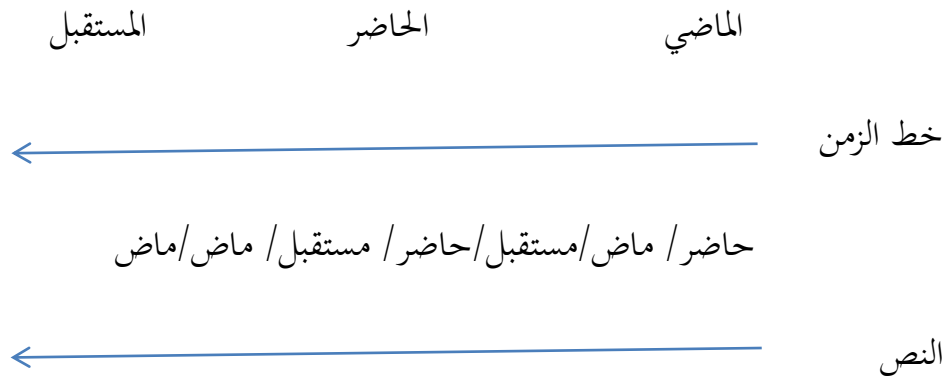 الماضي الحاضر المستقبل
خط الزمن
حاضر/ ماض/مستقبل/حاضر/ مستقبل/ ماض/ماض
النص